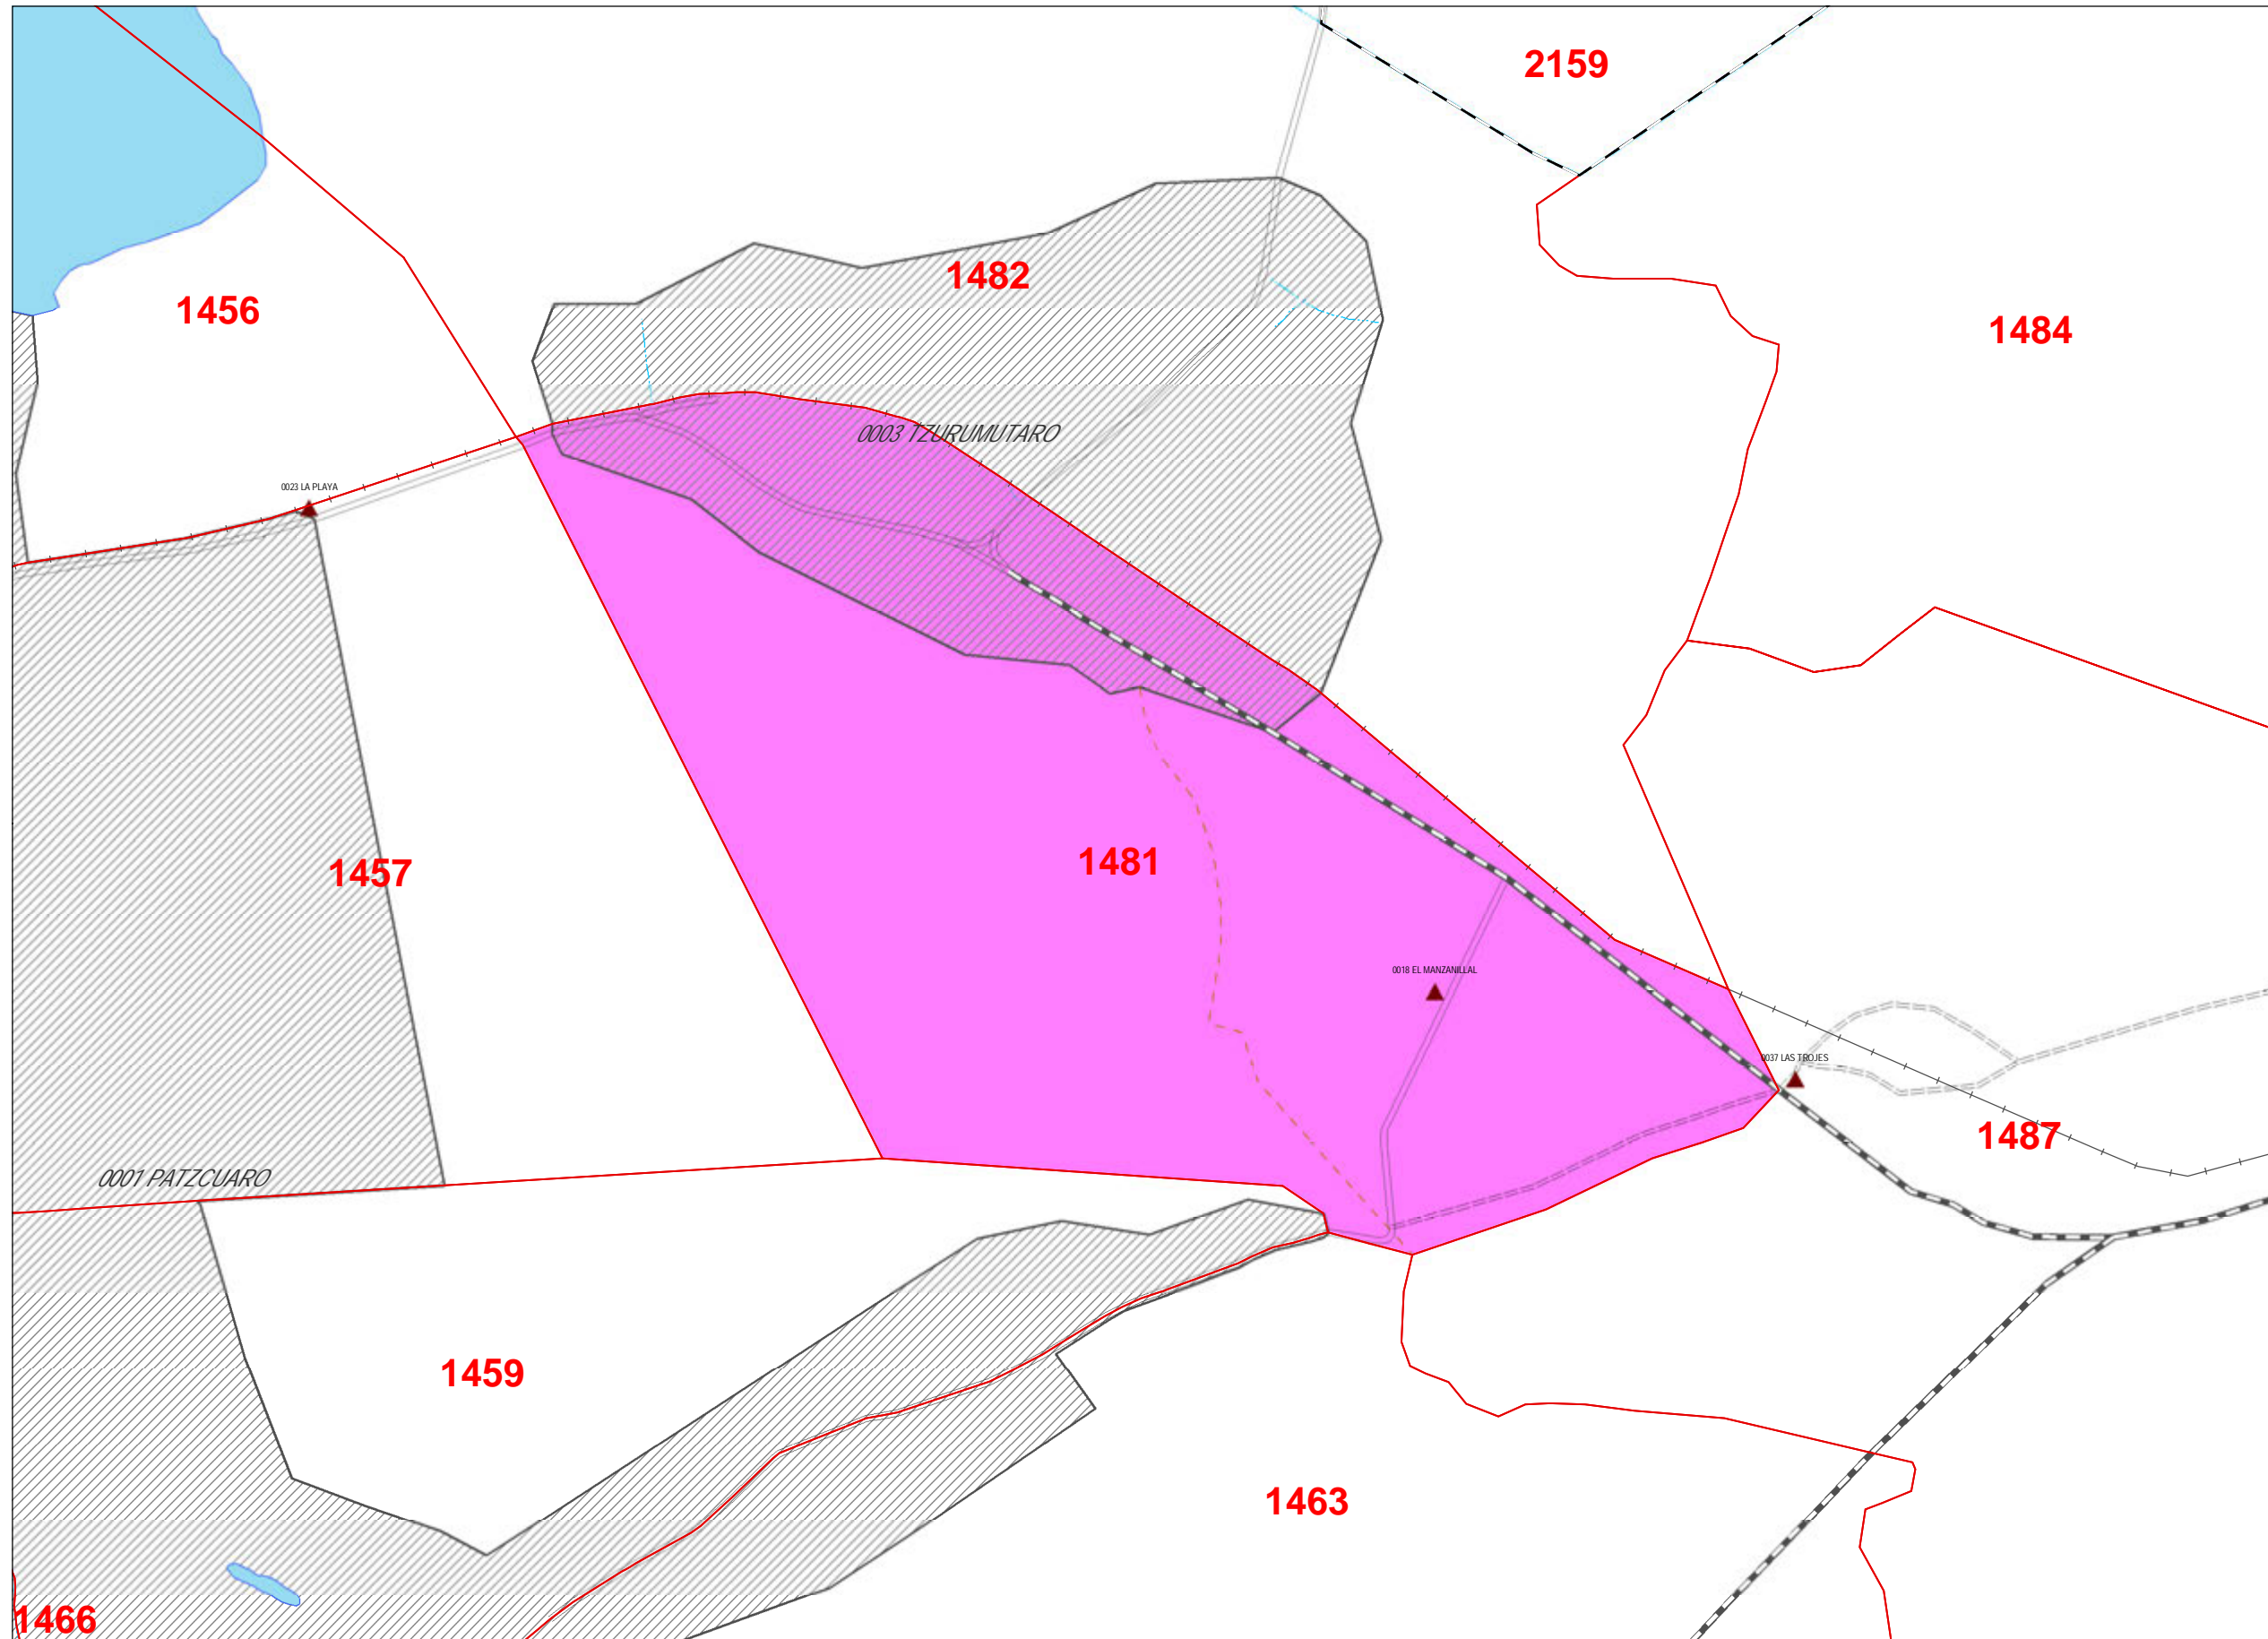 2159
1482
1456
1484
0003 TZURUMUTARO
0023 LA PLAYA
1481
1457
0018 EL MANZANILLAL
0037 LAS TROJES
1487
0001 PATZCUARO
1459
1463
1466